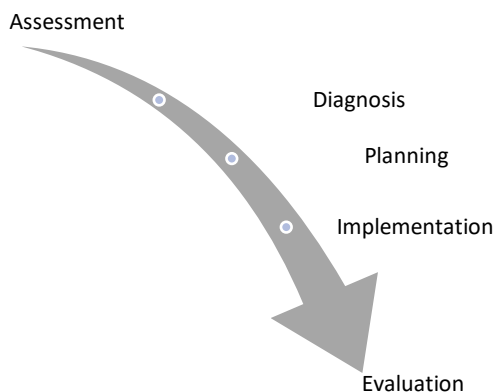 Assessment
Diagnosis
Planning
Implementation
Evaluation